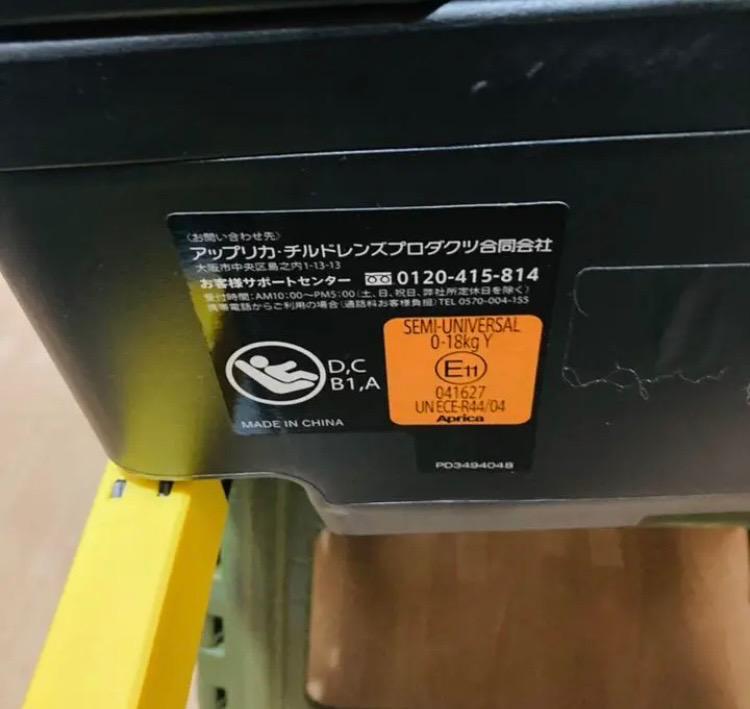 〈お問い合わせ先〉
アップリカ・チルドレンズプロダクツ合同会社
大阪市中央区島之内1-13-13
お客様サポートセンター 0120-415-814
受付時間:AM10:00〜PM5:00(土、日、祝日、弊社所定休日を除く)
携帯電話からご利用の場合(通話料お客様負担)TEL 0570-004-155
D,C
B1,A
MADE IN CHINA
SEMI-UNIVERSAL
0-18kg Y
E11
041627
UN ECE-R44/04
Aprica
PD3494048